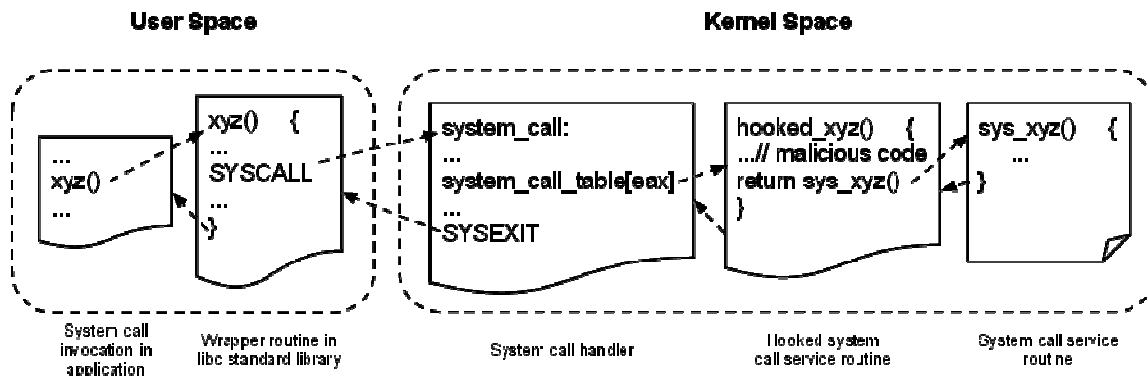 User Space
Kernel Space
...
xyz()
...
System call
invocation in
application
xyz() {
...
SYSCALL
...
}
Wrapper routine in
libc standard library
system_call:
...
system_call_table[eax]
...
SYSEXIT
System call handler
hooked_xyz() {
...// malicious code
return sys_xyz()
}
Hooked system
call service routine
sys_xyz() {
...
}
System call service
routine